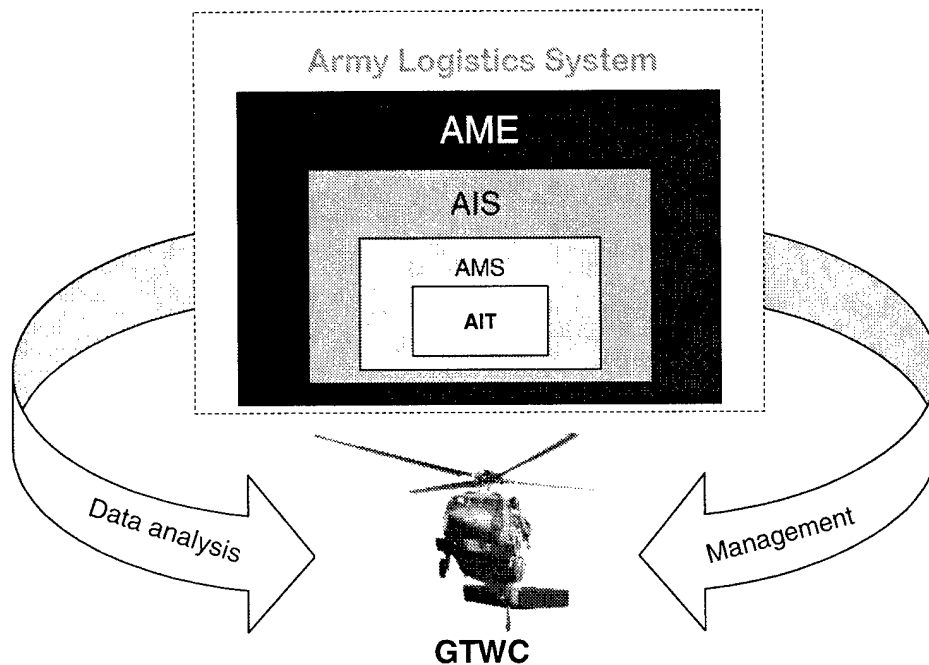 Army Logistics System
AME
AIS
AMS
AIT
Data analysis
Management
GTWC